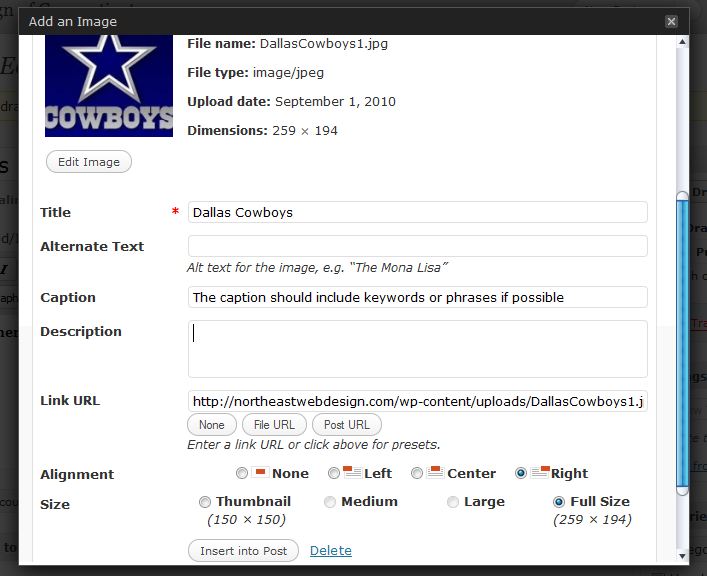 Add an Image
COWBOYS
File name: DallasCowboys1.jpg
File type: image/jpeg
Upload date: September 1, 2010
Dimensions: 259 × 194
Edit Image
Title * Dallas Cowboys
Alternate Text
Alt text for the image, e.g. “The Mona Lisa”
Caption The caption should include keywords or phrases if possible
Description
Link URL http://northeastwebdesign.com/wp-content/uploads/DallasCowboys1.j
None File URL Post URL
Enter a link URL or click above for presets.
Alignment None Left Center Right
Size Thumbnail Medium Large Full Size
(150 × 150) (259 × 194)
Insert into Post Delete